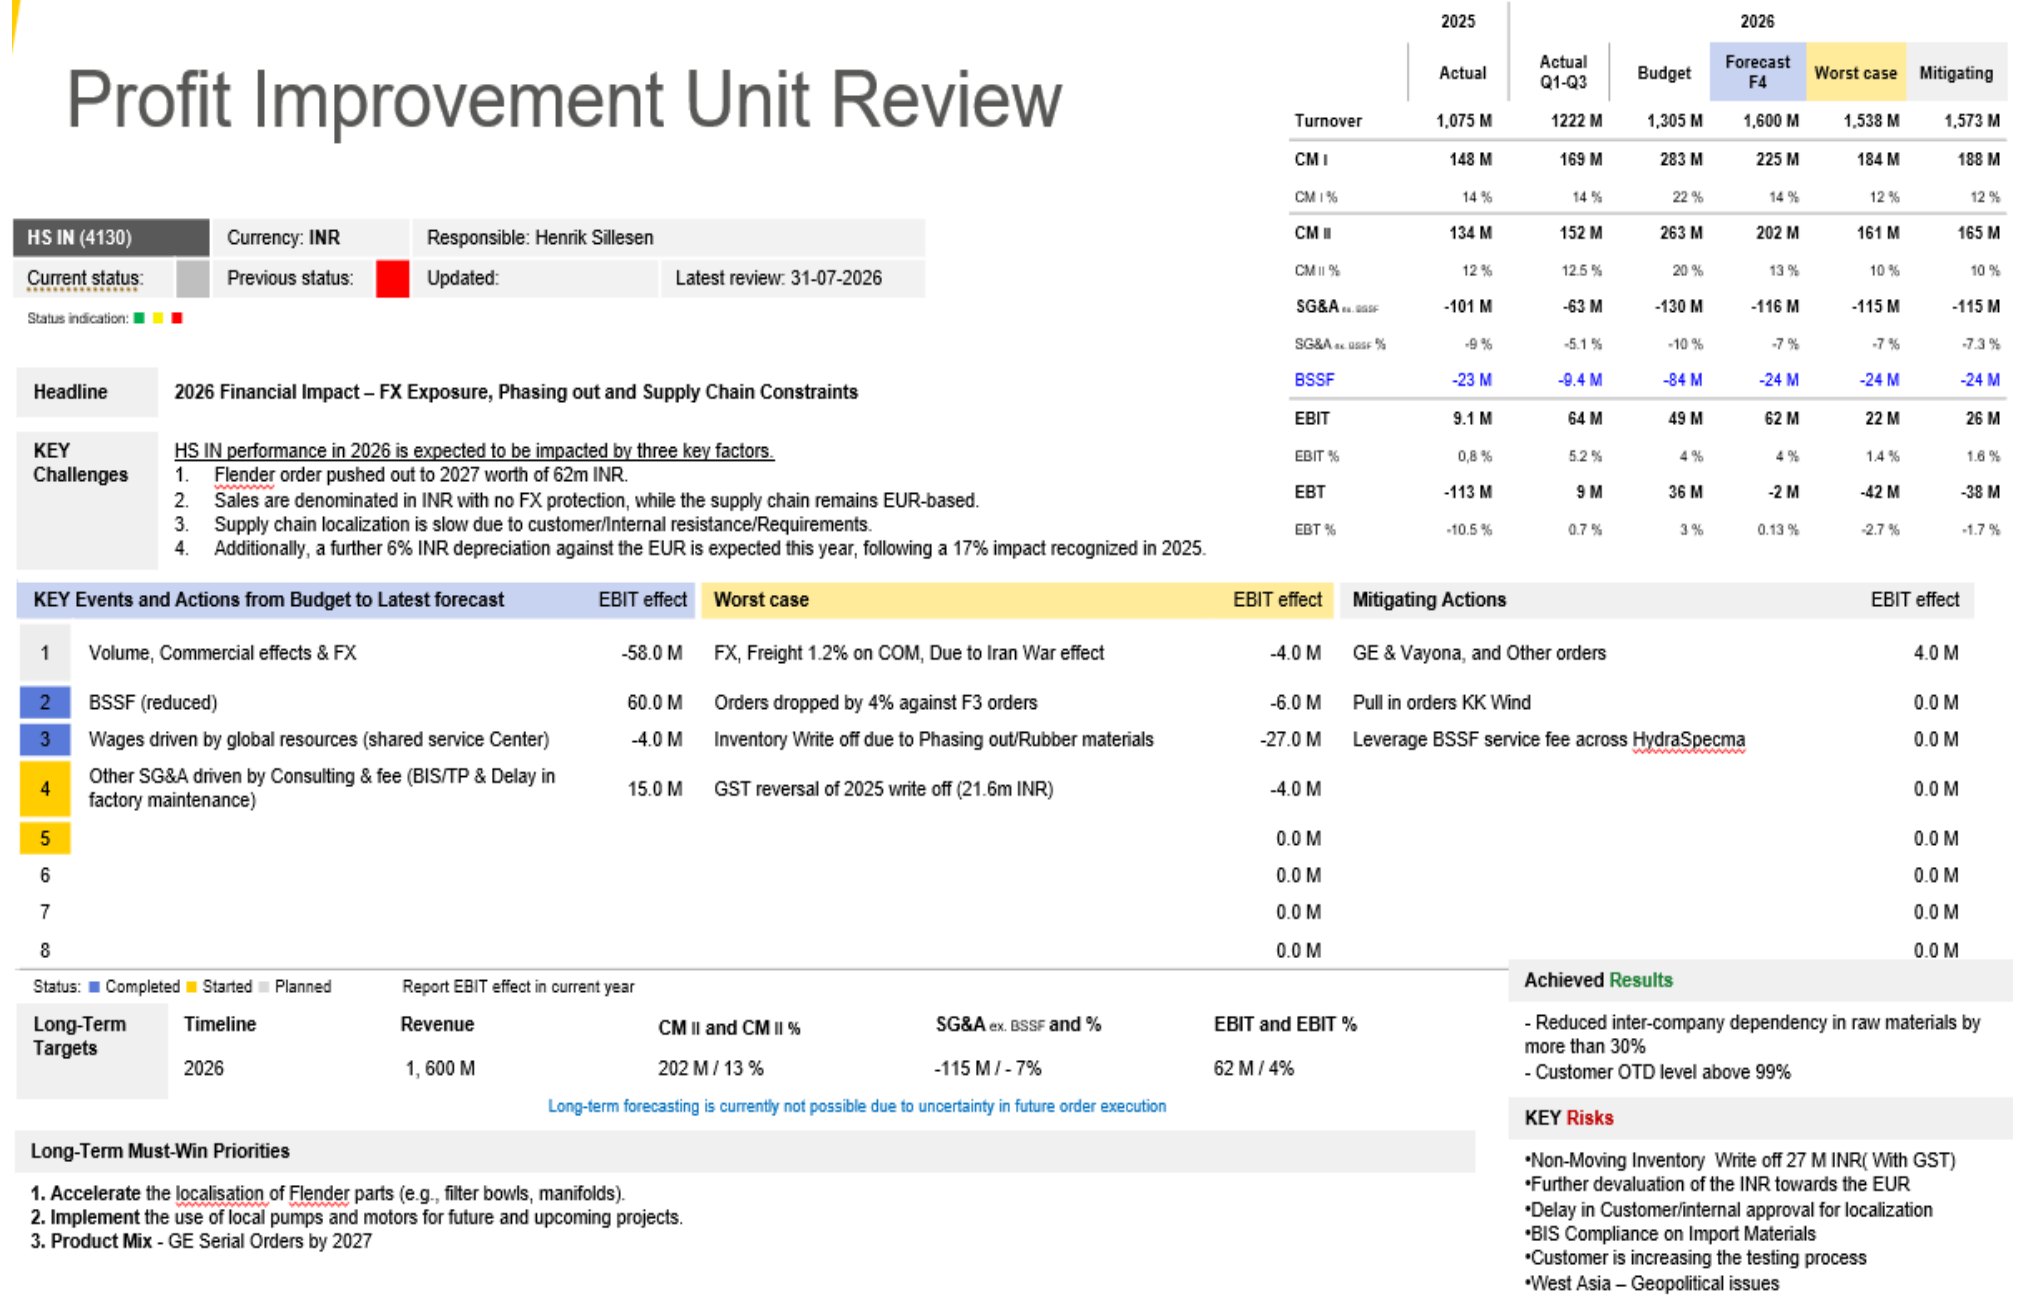 Profit Improvement Unit Review
2025 2026
Actual Actual Q1-Q3 Budget Forecast F4 Worst case Mitigating
Turnover 1,075 M 1222 M 1,305 M 1,600 M 1,538 M 1,573 M
CM I 148 M 169 M 283 M 225 M 184 M 188 M
CM I % 14 % 14 % 22 % 14 % 12 % 12 %
CM II 134 M 152 M 263 M 202 M 161 M 165 M
CM II % 12 % 12.5 % 20 % 13 % 10 % 10 %
SG&A ex. BSSF -101 M -63 M -130 M -116 M -115 M -115 M
SG&A ex. BSSF % -9 % -5.1 % -10 % -7 % -7 % -7.3 %
BSSF -23 M -9.4 M -84 M -24 M -24 M -24 M
EBIT 9.1 M 64 M 49 M 62 M 22 M 26 M
EBIT % 0,8 % 5.2 % 4 % 4 % 1.4 % 1.6 %
EBT -113 M 9 M 36 M -2 M -42 M -38 M
EBT % -10.5 % 0.7 % 3 % 0.13 % -2.7 % -1.7 %
HS IN (4130) Currency: INR Responsible: Henrik Sillesen
Current status: Previous status: Updated: Latest review: 31-07-2026
Status indication:
Headline 2026 Financial Impact – FX Exposure, Phasing out and Supply Chain Constraints
KEY Challenges
HS IN performance in 2026 is expected to be impacted by three key factors.
1. Flender order pushed out to 2027 worth of 62m INR.
2. Sales are denominated in INR with no FX protection, while the supply chain remains EUR-based.
3. Supply chain localization is slow due to customer/Internal resistance/Requirements.
4. Additionally, a further 6% INR depreciation against the EUR is expected this year, following a 17% impact recognized in 2025.
KEY Events and Actions from Budget to Latest forecast EBIT effect Worst case EBIT effect Mitigating Actions EBIT effect
1 Volume, Commercial effects & FX -58.0 M FX, Freight 1.2% on COM, Due to Iran War effect -4.0 M GE & Vayona, and Other orders 4.0 M
2 BSSF (reduced) 60.0 M Orders dropped by 4% against F3 orders -6.0 M Pull in orders KK Wind 0.0 M
3 Wages driven by global resources (shared service Center) -4.0 M Inventory Write off due to Phasing out/Rubber materials -27.0 M Leverage BSSF service fee across HydraSpecma 0.0 M
4 Other SG&A driven by Consulting & fee (BIS/TP & Delay in
factory maintenance) 15.0 M GST reversal of 2025 write off (21.6m INR) -4.0 M 0.0 M
5 0.0 M 0.0 M
6 0.0 M 0.0 M
7 0.0 M 0.0 M
8 0.0 M 0.0 M
Status: Completed Started Planned Report EBIT effect in current year
Long-Term Targets
Timeline Revenue CM II and CM II % SG&A ex. BSSF and % EBIT and EBIT %
2026 1, 600 M 202 M / 13 % -115 M / - 7% 62 M / 4%
Long-term forecasting is currently not possible due to uncertainty in future order execution
Long-Term Must-Win Priorities
1. Accelerate the localisation of Flender parts (e.g., filter bowls, manifolds).
2. Implement the use of local pumps and motors for future and upcoming projects.
3. Product Mix - GE Serial Orders by 2027
Achieved Results
- Reduced inter-company dependency in raw materials by
more than 30%
- Customer OTD level above 99%
KEY Risks
•Non-Moving Inventory Write off 27 M INR( With GST)
•Further devaluation of the INR towards the EUR
•Delay in Customer/internal approval for localization
•BIS Compliance on Import Materials
•Customer is increasing the testing process
•West Asia – Geopolitical issues